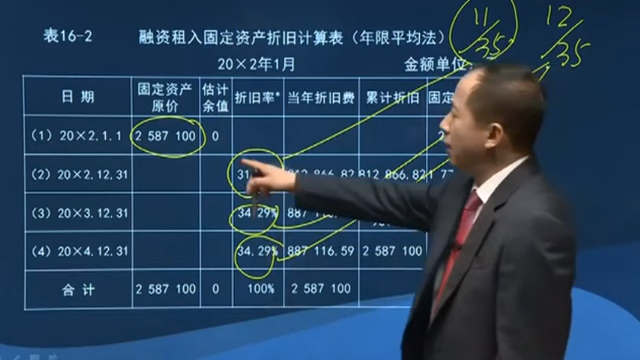 11/35 12/35
表16-2 融资租入固定资产折旧计算表（年限平均法）
20×2年1月 金额单位
日 期 固定资产原价 估计余值 折旧率* 当年折旧费 累计折旧
（1）20×2.1.1 2 587 100 0
（2）20×2.12.31 31 812 866.82 812 866.82 1 77
（3）20×3.12.31 34.29% 887
（4）20×4.12.31 34.29% 887 116.59 2 587 100
合 计 2 587 100 0 100% 2 587 100